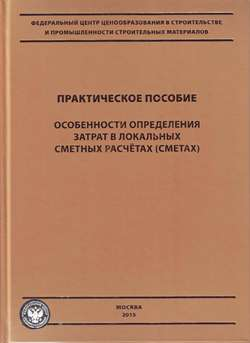 ФЕДЕРАЛЬНЫЙ ЦЕНТР ЦЕНООБРАЗОВАНИЯ В СТРОИТЕЛЬСТВЕ
И ПРОМЫШЛЕННОСТИ СТРОИТЕЛЬНЫХ МАТЕРИАЛОВ
ПРАКТИЧЕСКОЕ ПОСОБИЕ
ОСОБЕННОСТИ ОПРЕДЕЛЕНИЯ
ЗАТРАТ В ЛОКАЛЬНЫХ
СМЕТНЫХ РАСЧЁТАХ (СМЕТАХ)
МОСКВА
2015